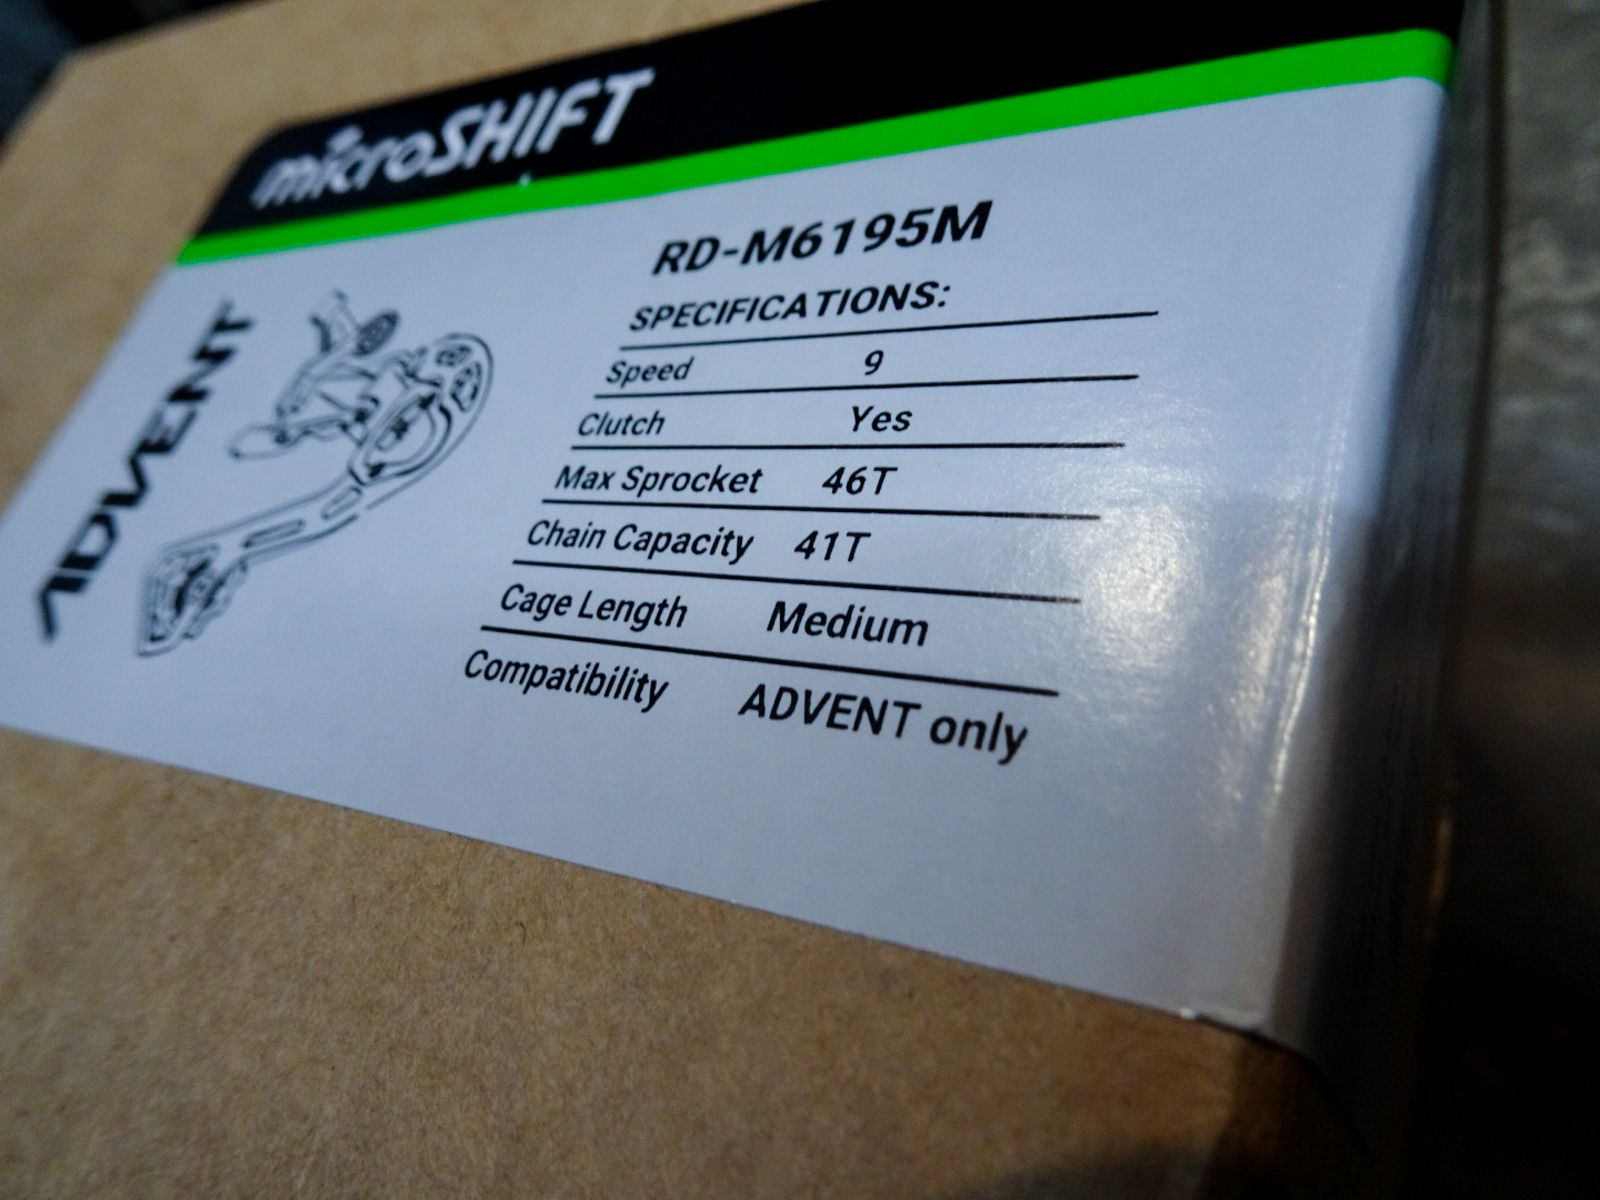 microSHIFT
ADVENT
RD-M6195M
SPECIFICATIONS:
Speed 9
Clutch Yes
Max Sprocket 46T
Chain Capacity 41T
Cage Length Medium
Compatibility ADVENT only